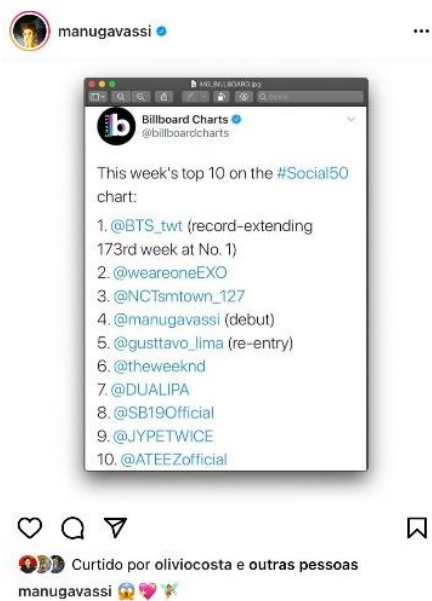 manugavassi
MG_BILLBOARD.jpg
Billboard Charts
@billboardcharts
This week's top 10 on the #Social50
chart:
1. @BTS_twt (record-extending
173rd week at No. 1)
2. @weareoneEXO
3. @NCTsmtown_127
4. @manugavassi (debut)
5. @gusttavo_lima (re-entry)
6. @theweeknd
7. @DUALIPA
8. @SB19Official
9. @JYPETWICE
10. @ATEEZofficial
Curtido por oliviocosta e outras pessoas
manugavassi 😱💖🧚